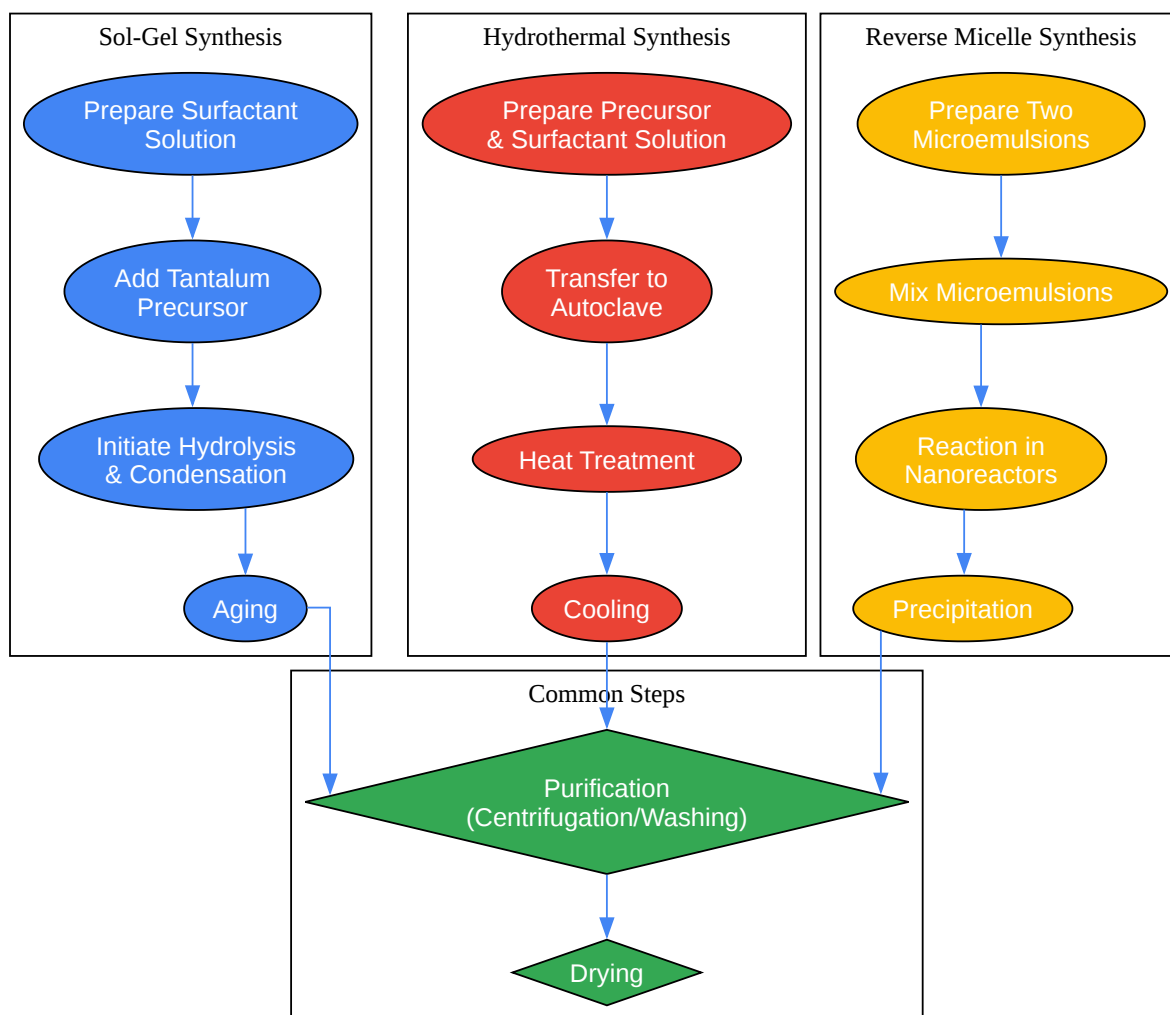 Sol-Gel Synthesis
Prepare Surfactant
Solution
Add Tantalum
Precursor
Initiate Hydrolysis
& Condensation
Aging
Hydrothermal Synthesis
Prepare Precursor
& Surfactant Solution
Transfer to
Autoclave
Heat Treatment
Cooling
Reverse Micelle Synthesis
Prepare Two
Microemulsions
Mix Microemulsions
Reaction in
Nanoreactors
Precipitation
Common Steps
Purification
(Centrifugation/Washing)
Drying